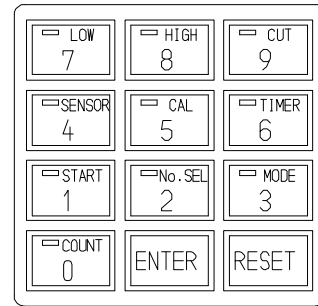 LOW
7
HIGH
8
CUT
9
SENSOR
4
CAL
5
TIMER
6
START
1
No.SEL
2
MODE
3
COUNT
0
ENTER
RESET